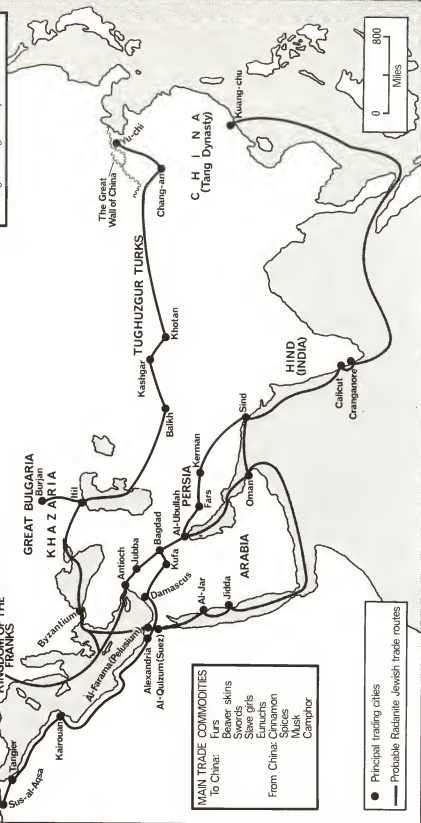 KINGDOM OF THE
FRANKS
GREAT BULGARIA
Burjan
KHAZARIA
Itil
Byzantium
Antioch
Jubba
Bagdad
Kufa
Damascus
Al-Farama (Pelusium)
Alexandria
Al-Qulzum (Suez)
Tangier
Sus-al-Aqsa
Kairouan
Al-Jar
Jidda
ARABIA
Al-Ubullah
PERSIA
Fars
Kerman
Oman
Sind
HIND
(INDIA)
Calicut
Cranganore
Balkh
Kashgar
Khotan
TUGHUZGUR TURKS
The Great
Wall of China
Yu-chi
Chang-an
CHINA
(Tang Dynasty)
Kuang-chu
0 800
Miles
MAIN TRADE COMMODITIES
To China: Furs
Beaver skins
Swords
Slave girls
Eunuchs
From China: Cinnamon
Spices
Musk
Camphor
Principal trading cities
Probable Radanite Jewish trade routes